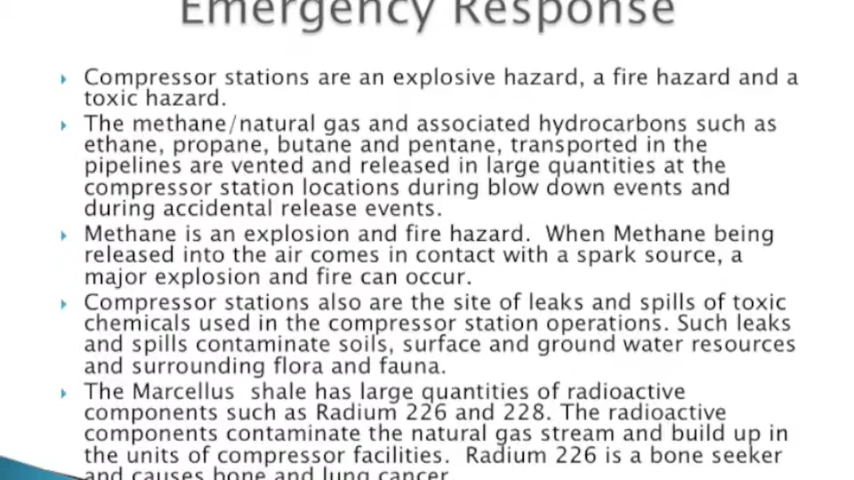 Emergency Response
Compressor stations are an explosive hazard, a fire hazard and a
toxic hazard.
The methane/natural gas and associated hydrocarbons such as
ethane, propane, butane and pentane, transported in the
pipelines are vented and released in large quantities at the
compressor station locations during blow down events and
during accidental release events.
Methane is an explosion and fire hazard.  When Methane being
released into the air comes in contact with a spark source, a
major explosion and fire can occur.
Compressor stations also are the site of leaks and spills of toxic
chemicals used in the compressor station operations. Such leaks
and spills contaminate soils, surface and ground water resources
and surrounding flora and fauna.
The Marcellus  shale has large quantities of radioactive
components such as Radium 226 and 228. The radioactive
components contaminate the natural gas stream and build up in
the units of compressor facilities.  Radium 226 is a bone seeker
and causes bone and lung cancer.